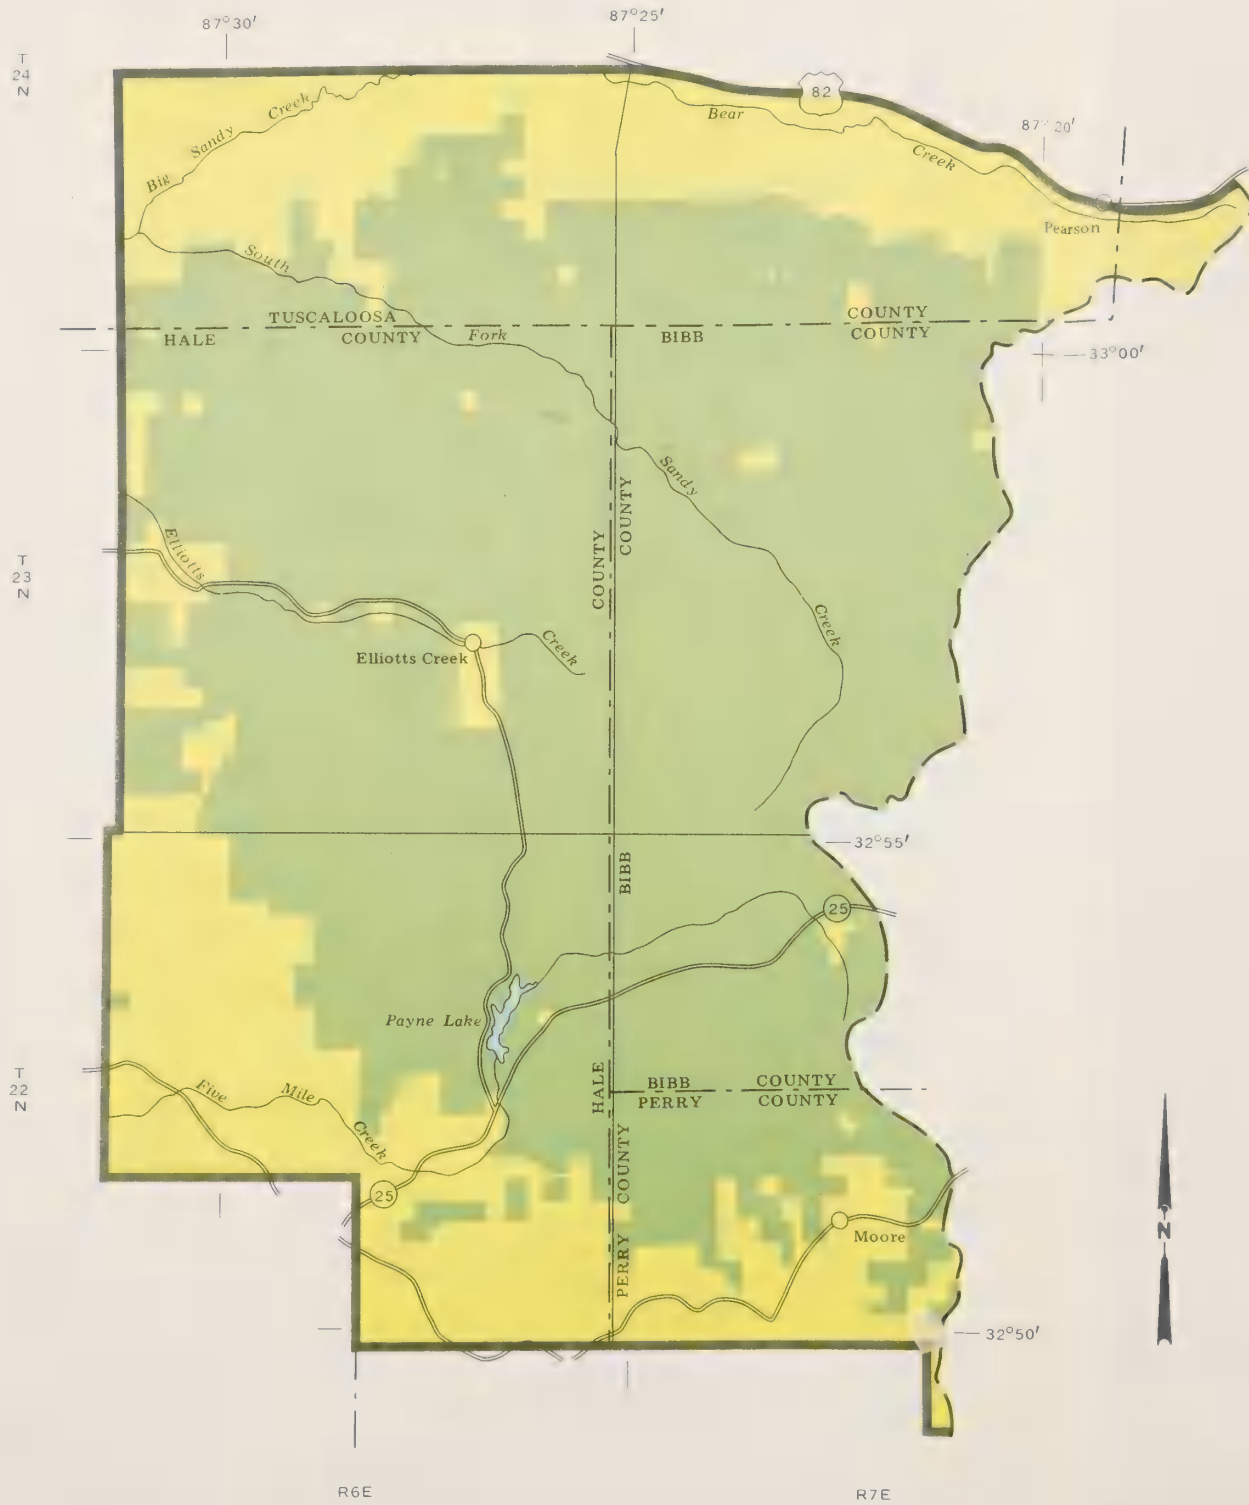 87°30′
87°25′
T
24
N
82
Big Sandy Creek
Bear Creek
87° 20′
Pearson
South Fork Sandy Creek
TUSCALOOSA COUNTY
HALE COUNTY
BIBB COUNTY
33°00′
COUNTY
COUNTY
T
23
N
Elliotts Creek
Elliotts Creek
32°55′
BIBB
25
Payne Lake
T
22
N
Five Mile Creek
HALE
BIBB COUNTY
PERRY COUNTY
PERRY COUNTY
25
Moore
N
32°50′
R6E
R7E